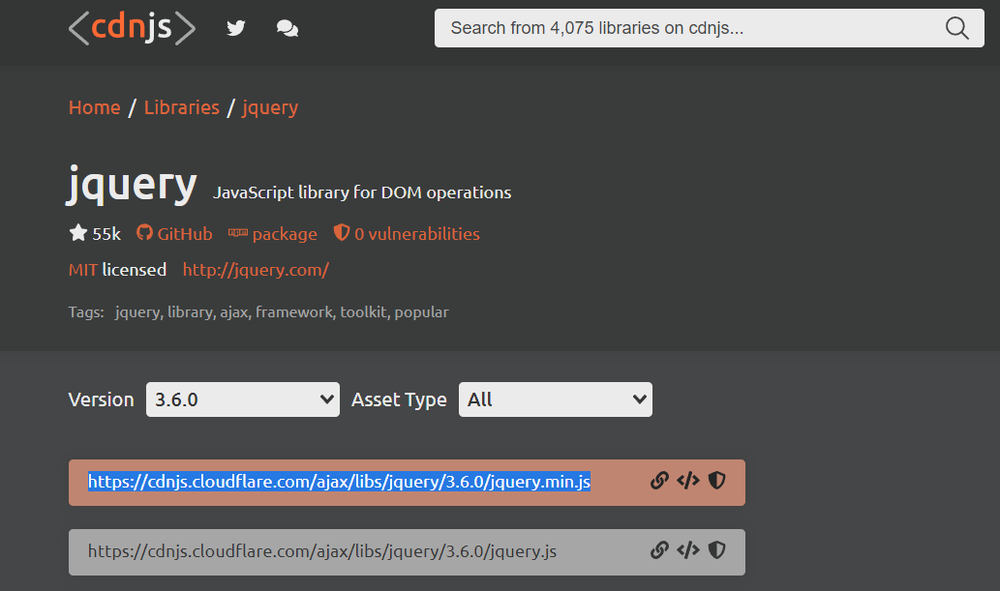 <cdnjs>
Search from 4,075 libraries on cdnjs...
Home / Libraries / jquery
jquery JavaScript library for DOM operations
55k GitHub npm package 0 vulnerabilities
MIT licensed http://jquery.com/
Tags: jquery, library, ajax, framework, toolkit, popular
Version 3.6.0 Asset Type All
https://cdnjs.cloudflare.com/ajax/libs/jquery/3.6.0/jquery.min.js </>
https://cdnjs.cloudflare.com/ajax/libs/jquery/3.6.0/jquery.js </>